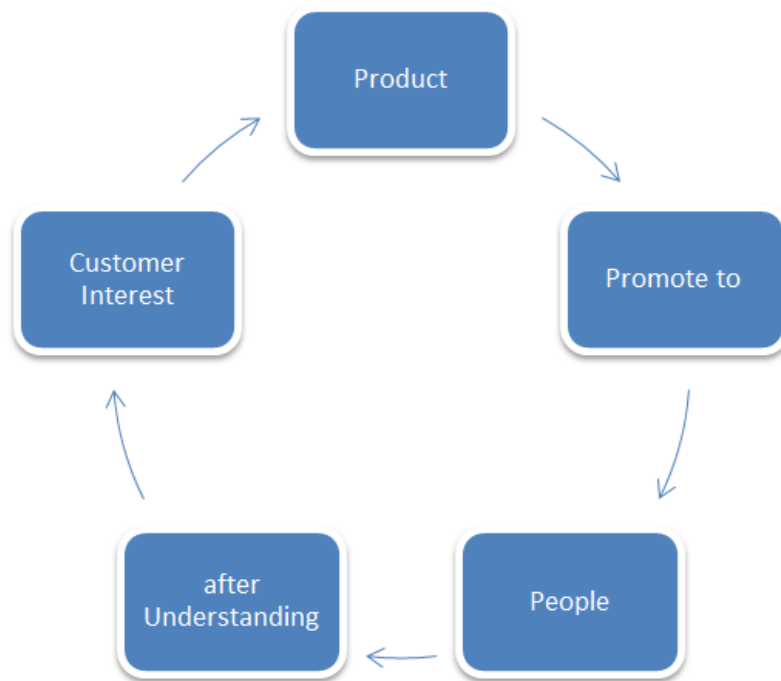 Product
Promote to
People
after
Understanding
Customer
Interest